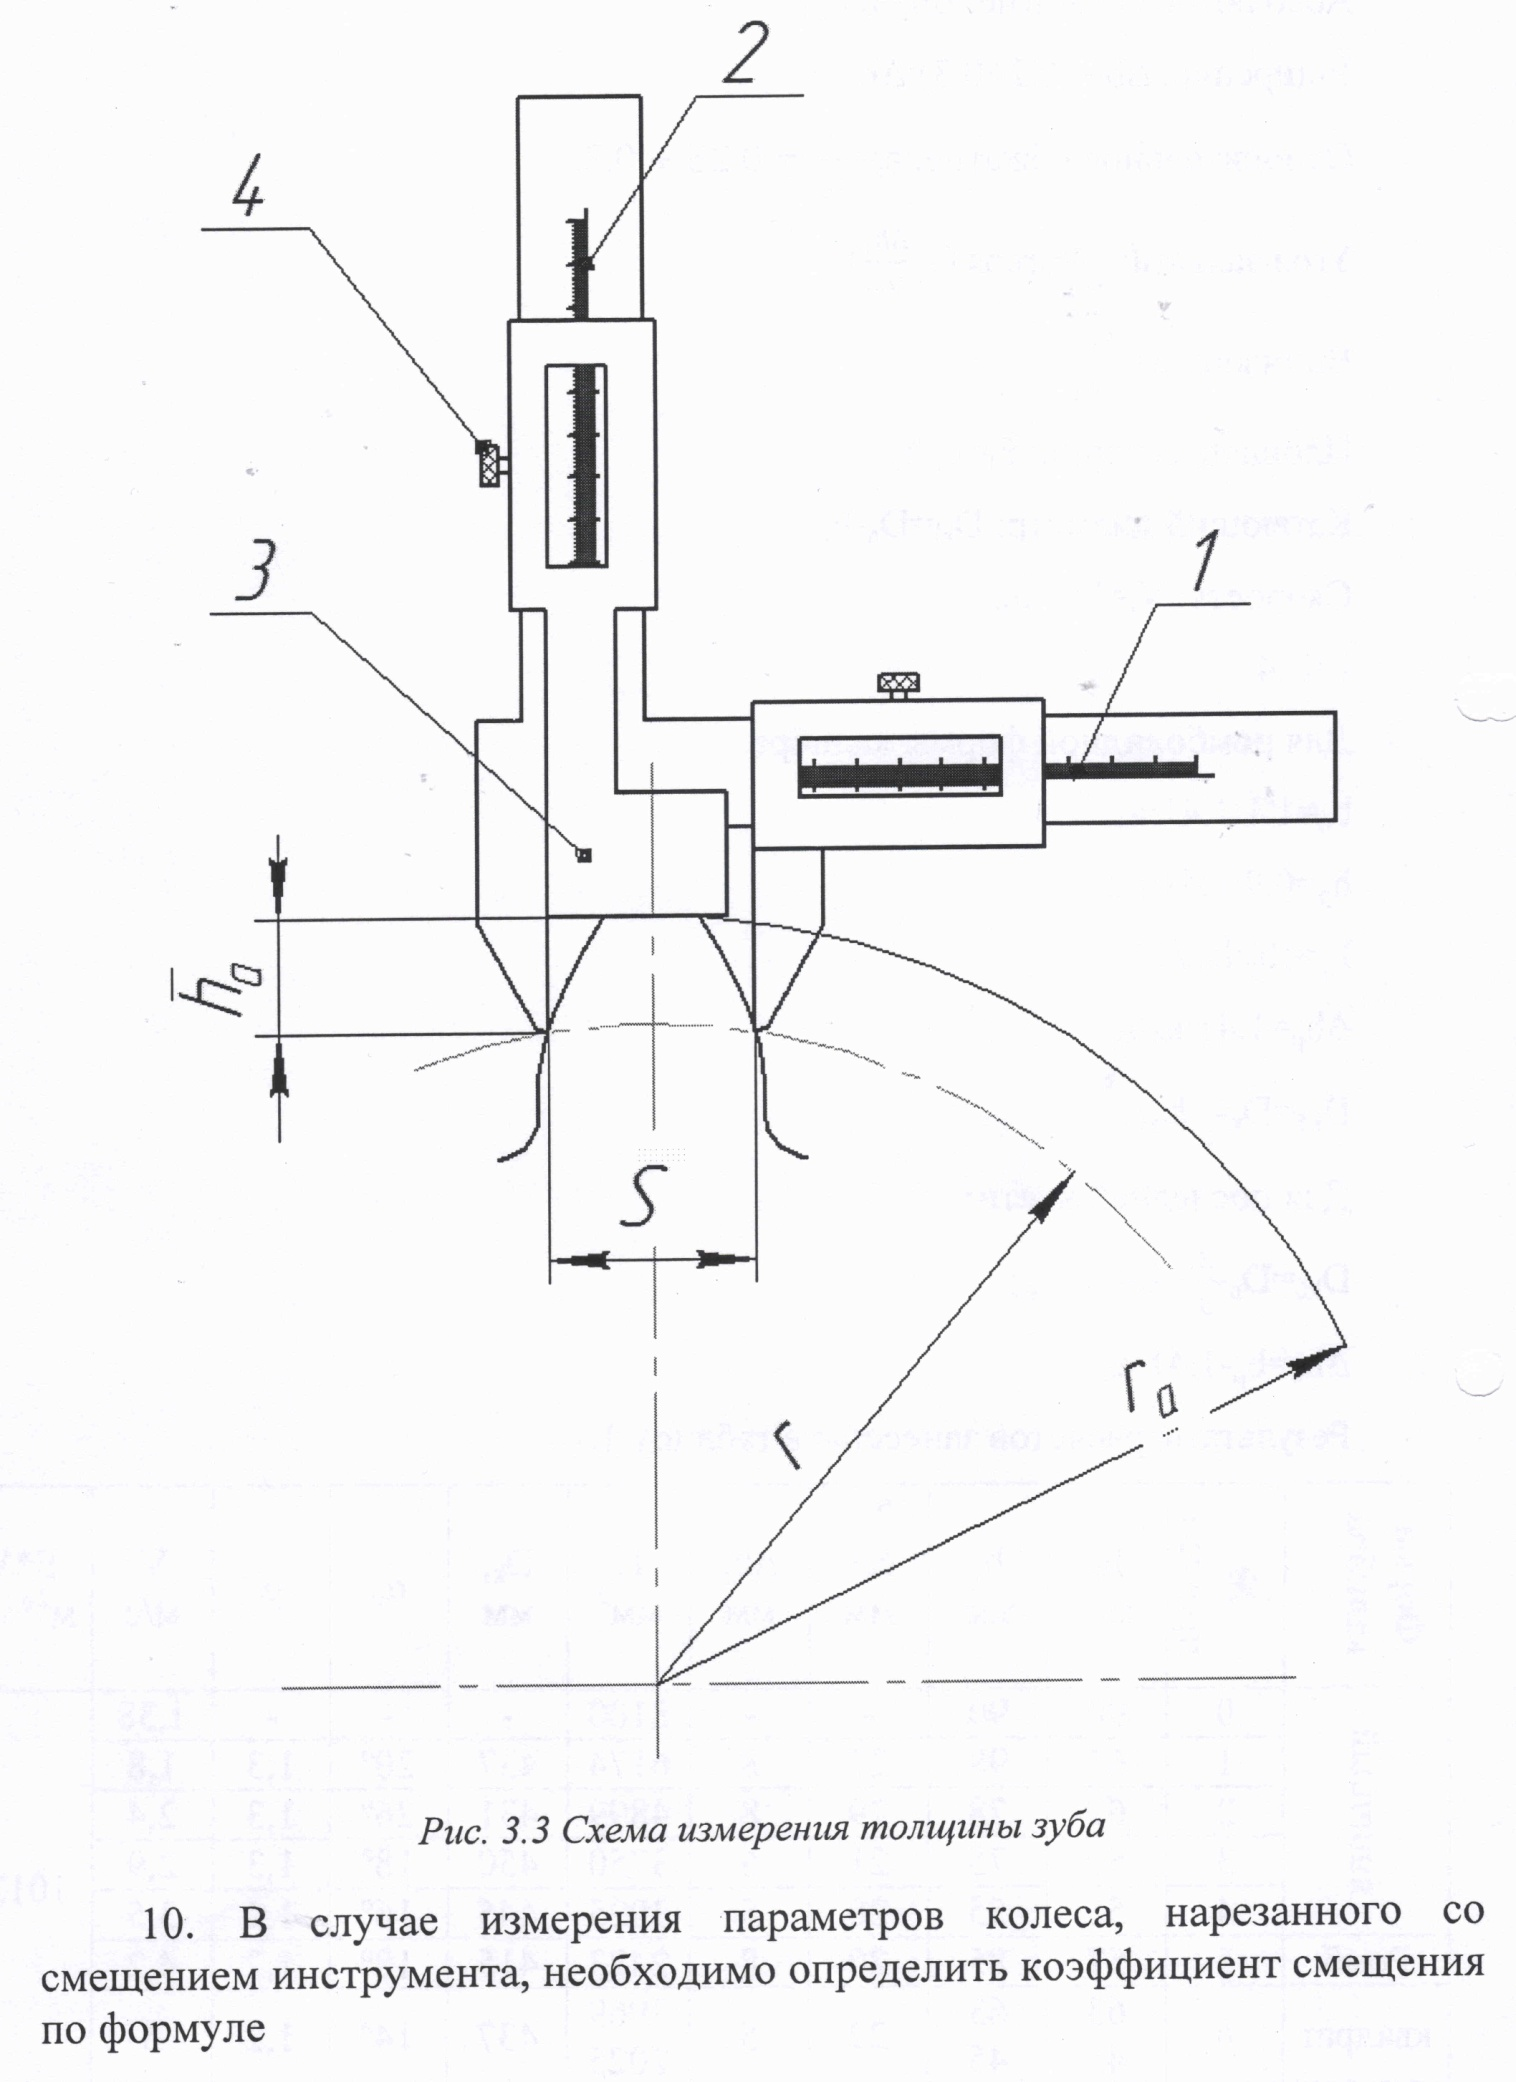 2
4
3
1
h̅a
S
r
ra
Рис. 3.3 Схема измерения толщины зуба
10. В случае измерения параметров колеса, нарезанного со
смещением инструмента, необходимо определить коэффициент смещения
по формуле